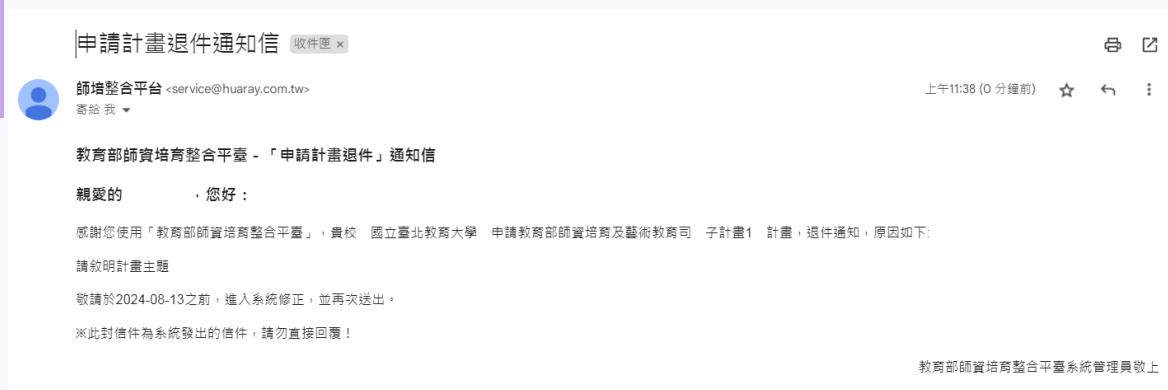 申請計畫退件通知信 收件匣 ×
師培整合平台 <service@huaray.com.tw> 上午11:38 (0 分鐘前)
寄給 我
教育部師資培育整合平臺 - 「申請計畫退件」通知信
親愛的 ，您好：
感謝您使用「教育部師資培育整合平臺」，貴校 國立臺北教育大學 申請教育部師資培育及藝術教育司 子計畫1 計畫，退件通知，原因如下:
請敘明計畫主題
敬請於2024-08-13之前，進入系統修正，並再次送出。
※此封信件為系統發出的信件，請勿直接回覆！
教育部師資培育整合平臺系統管理員敬上